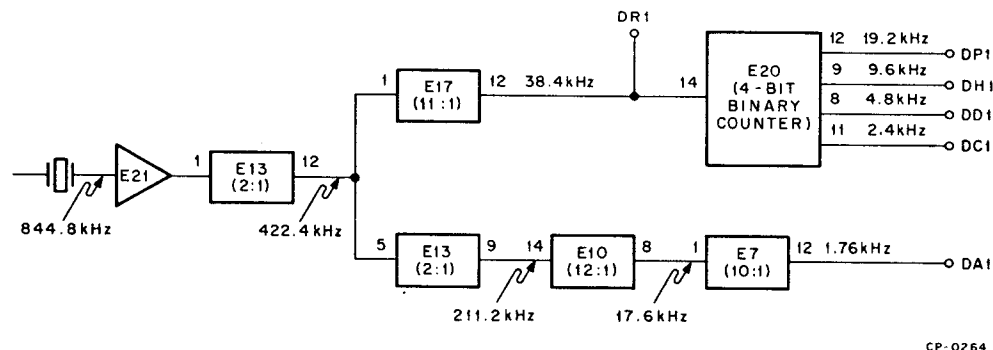 DR1
E17
(11:1)
1
12
38.4kHz
14
E20
(4-BIT
BINARY
COUNTER)
12 19.2kHz
DP1
9 9.6kHz
DH1
8 4.8kHz
DD1
11 2.4kHz
DC1
E21
1
E13
(2:1)
12
844.8kHz
422.4kHz
5
E13
(2:1)
9
14
E10
(12:1)
8
1
E7
(10:1)
12 1.76kHz
DA1
211.2kHz
17.6kHz
CP-0264